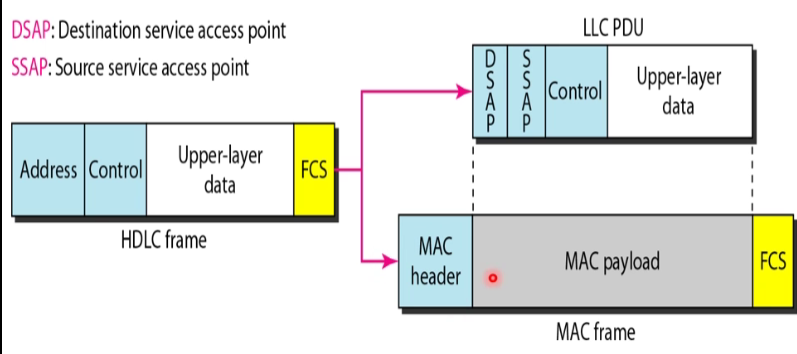 DSAP: Destination service access point
SSAP: Source service access point
LLC PDU
DSAP
SSAP
Control
Upper-layer
data
Address
Control
Upper-layer
data
FCS
HDLC frame
MAC
header
MAC payload
FCS
MAC frame